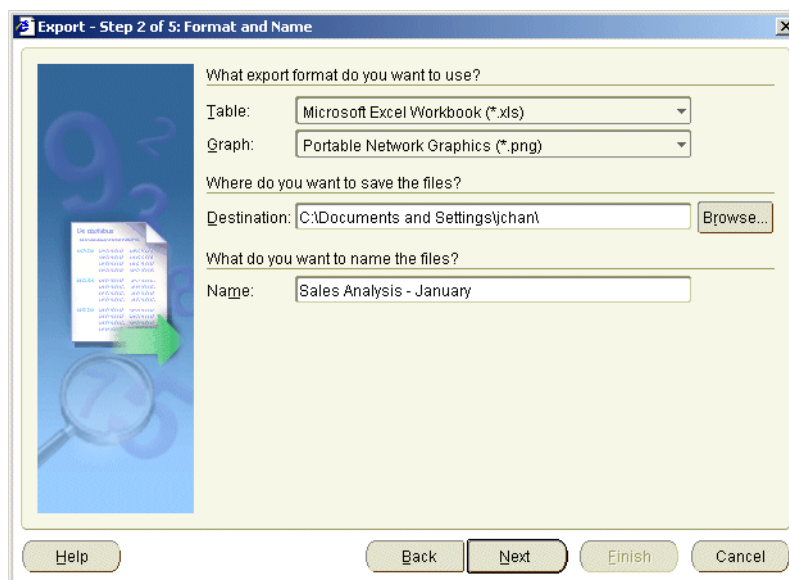 Export - Step 2 of 5: Format and Name
What export format do you want to use?
Table: Microsoft Excel Workbook (*.xls)
Graph: Portable Network Graphics (*.png)
Where do you want to save the files?
Destination: C:\Documents and Settings\jchan\ Browse...
What do you want to name the files?
Name: Sales Analysis - January
Help Back Next Finish Cancel